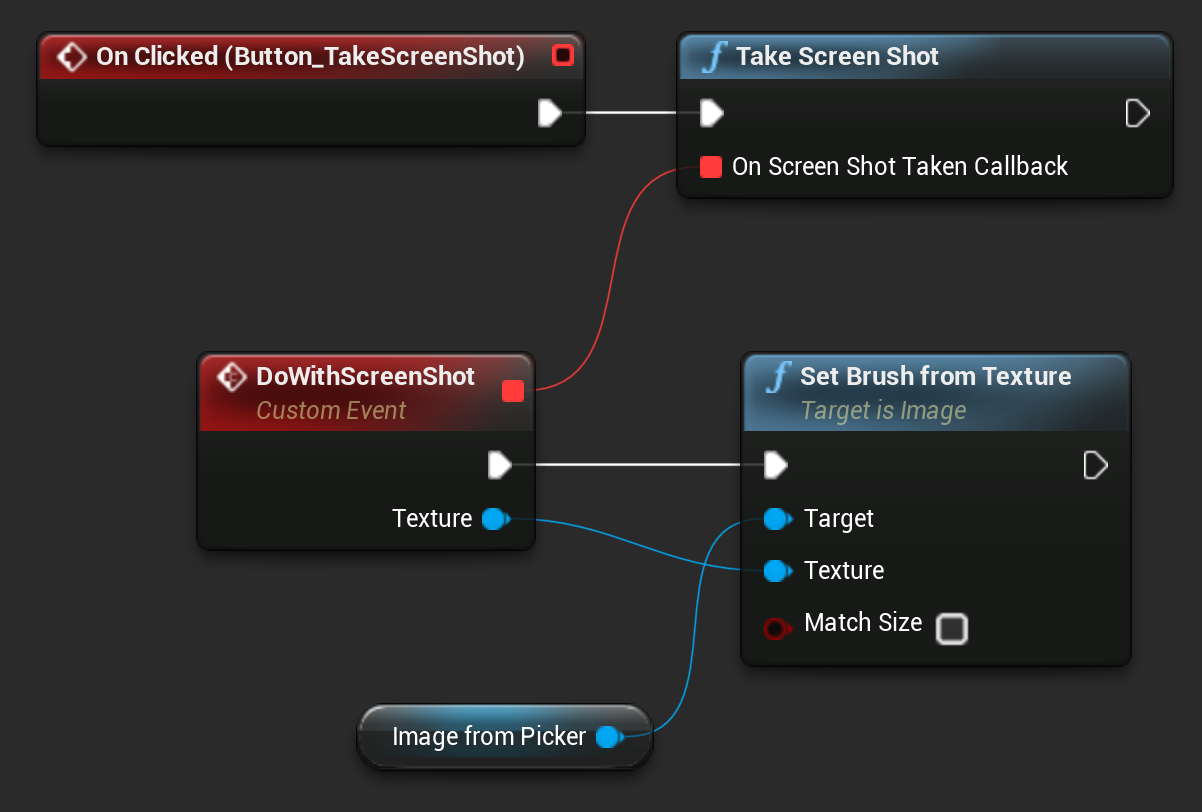 On Clicked (Button_TakeScreenShot)
Take Screen Shot
On Screen Shot Taken Callback
DoWithScreenShot
Custom Event
Texture
Set Brush from Texture
Target is Image
Target
Texture
Match Size
Image from Picker